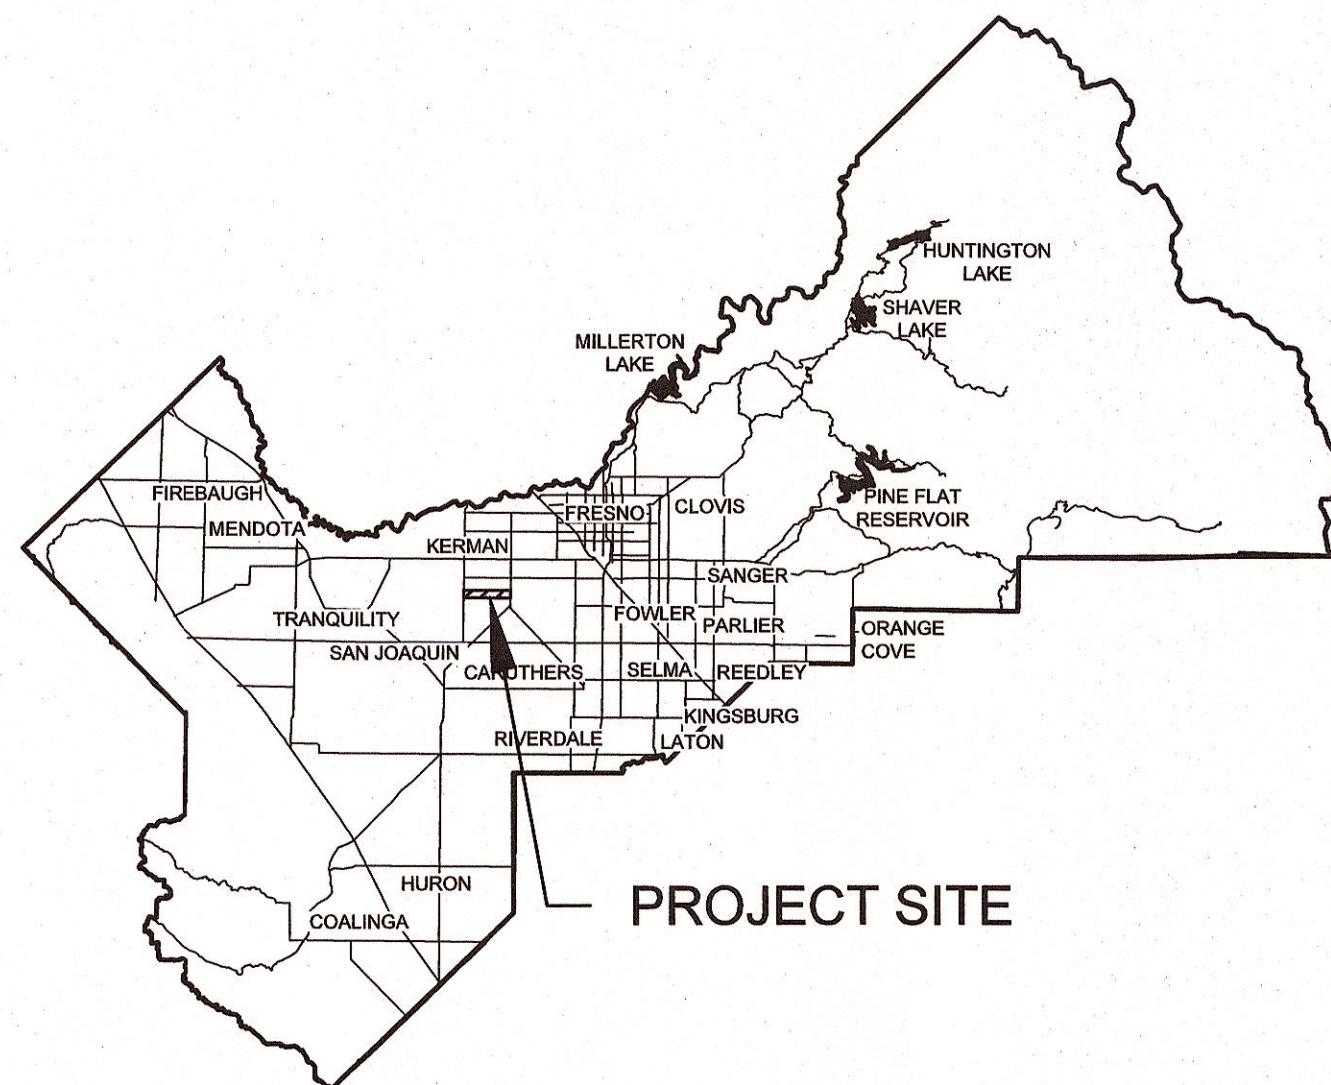 HUNTINGTON
LAKE
SHAVER
LAKE
MILLERTON
LAKE
FIREBAUGH
MENDOTA
FRESNO
CLOVIS
PINE FLAT
RESERVOIR
KERMAN
SANGER
TRANQUILITY
FOWLER
PARLIER
ORANGE
COVE
SAN JOAQUIN
CARUTHERS
SELMA
REEDLEY
KINGSBURG
RIVERDALE
LATON
HURON
COALINGA
PROJECT SITE